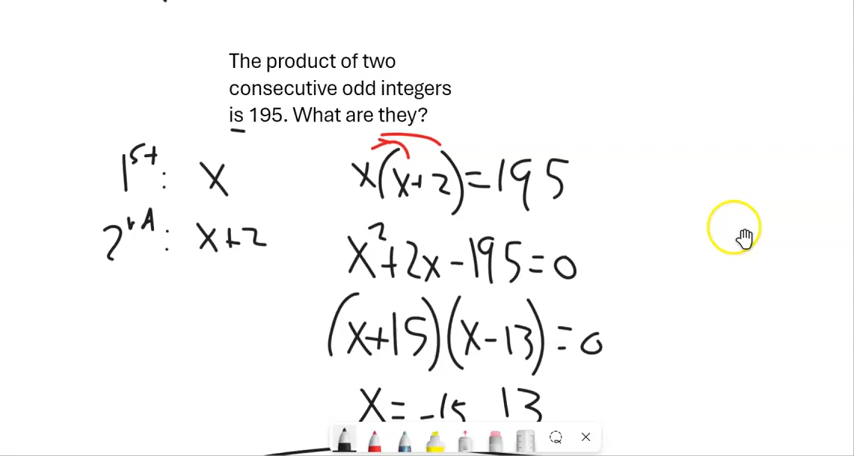 The product of two
consecutive odd integers
is 195. What are they?
1st: x
x(x+2)=195
2nd: x+2
x²+2x-195=0
(x+15)(x-13)=0
x=-15 13